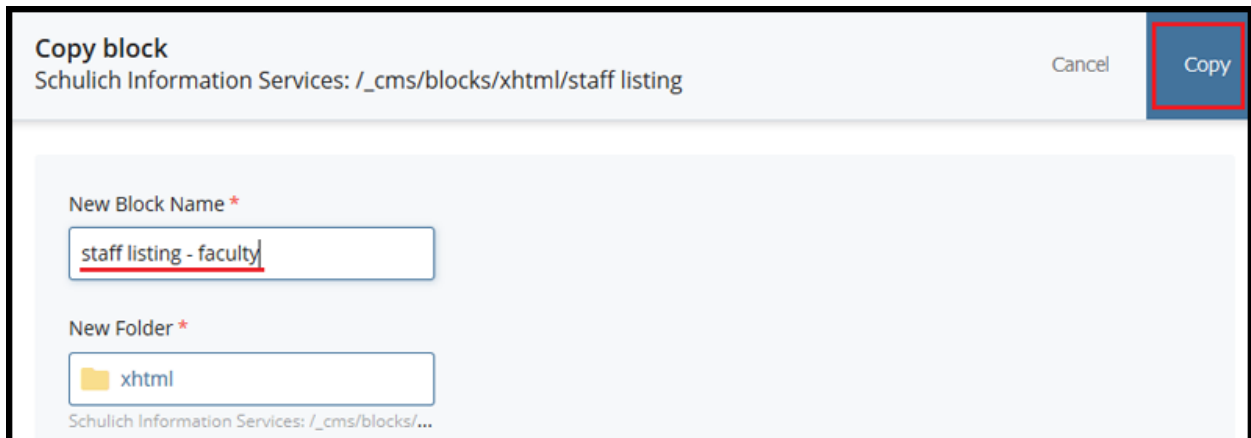 Copy block
Schulich Information Services: /_cms/blocks/xhtml/staff listing
Cancel
Copy
New Block Name *
staff listing - faculty
New Folder *
xhtml
Schulich Information Services: /_cms/blocks/...